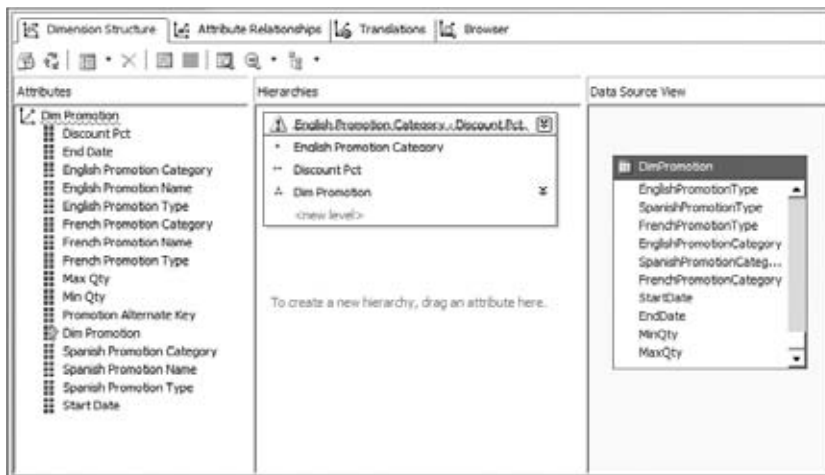 Dimension Structure Attribute Relationships Translations Browser
Attributes
Dim Promotion
Discount Pct
End Date
English Promotion Category
English Promotion Name
English Promotion Type
French Promotion Category
French Promotion Name
French Promotion Type
Max Qty
Min Qty
Promotion Alternate Key
Dim Promotion
Spanish Promotion Category
Spanish Promotion Name
Spanish Promotion Type
Start Date
Hierarchies
English Promotion Category - Discount Pct.
English Promotion Category
Discount Pct
Dim Promotion
<new level>
To create a new hierarchy, drag an attribute here.
Data Source View
DimPromotion
EnglishPromotionType
SpanishPromotionType
FrenchPromotionType
EnglishPromotionCategory
SpanishPromotionCateg...
FrenchPromotionCategory
StartDate
EndDate
MinQty
MaxQty